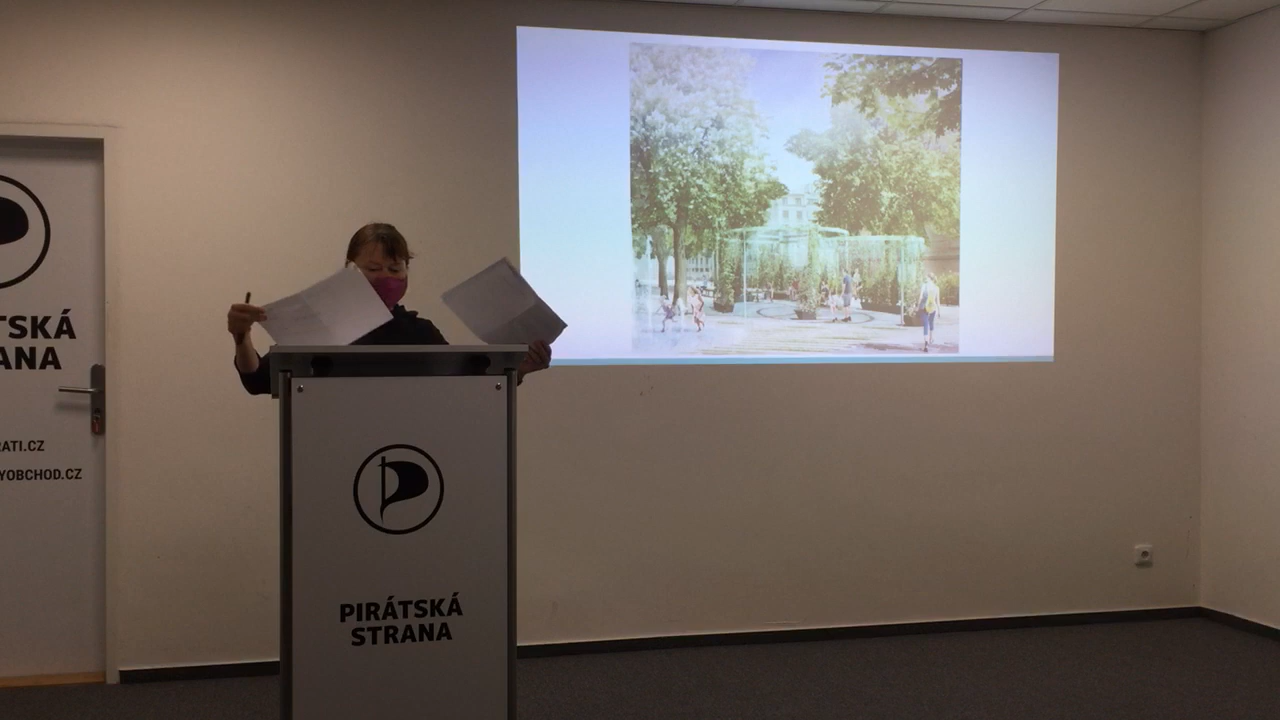 TSKÁ
ANA
ATI.CZ
YOBCHOD.CZ
PIRÁTSKÁ
STRANA